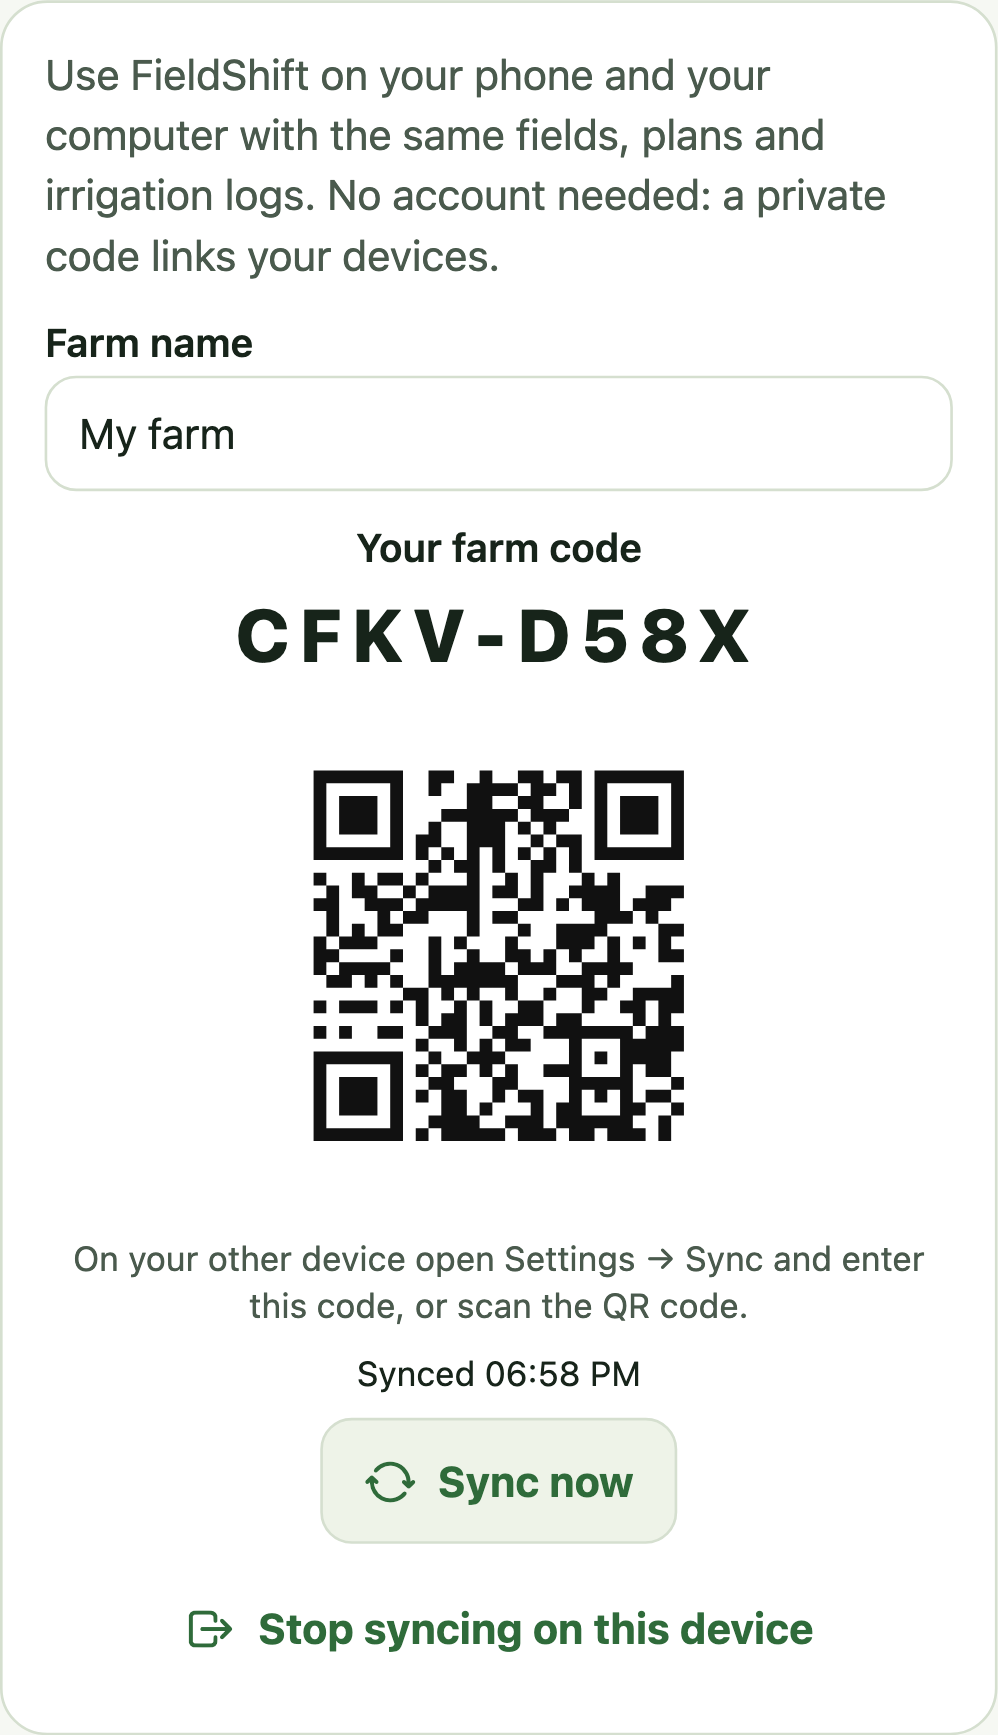 Use FieldShift on your phone and your
computer with the same fields, plans and
irrigation logs. No account needed: a private
code links your devices.
Farm name
My farm
Your farm code
CFKV-D58X
On your other device open Settings → Sync and enter
this code, or scan the QR code.
Synced 06:58 PM
Sync now
Stop syncing on this device